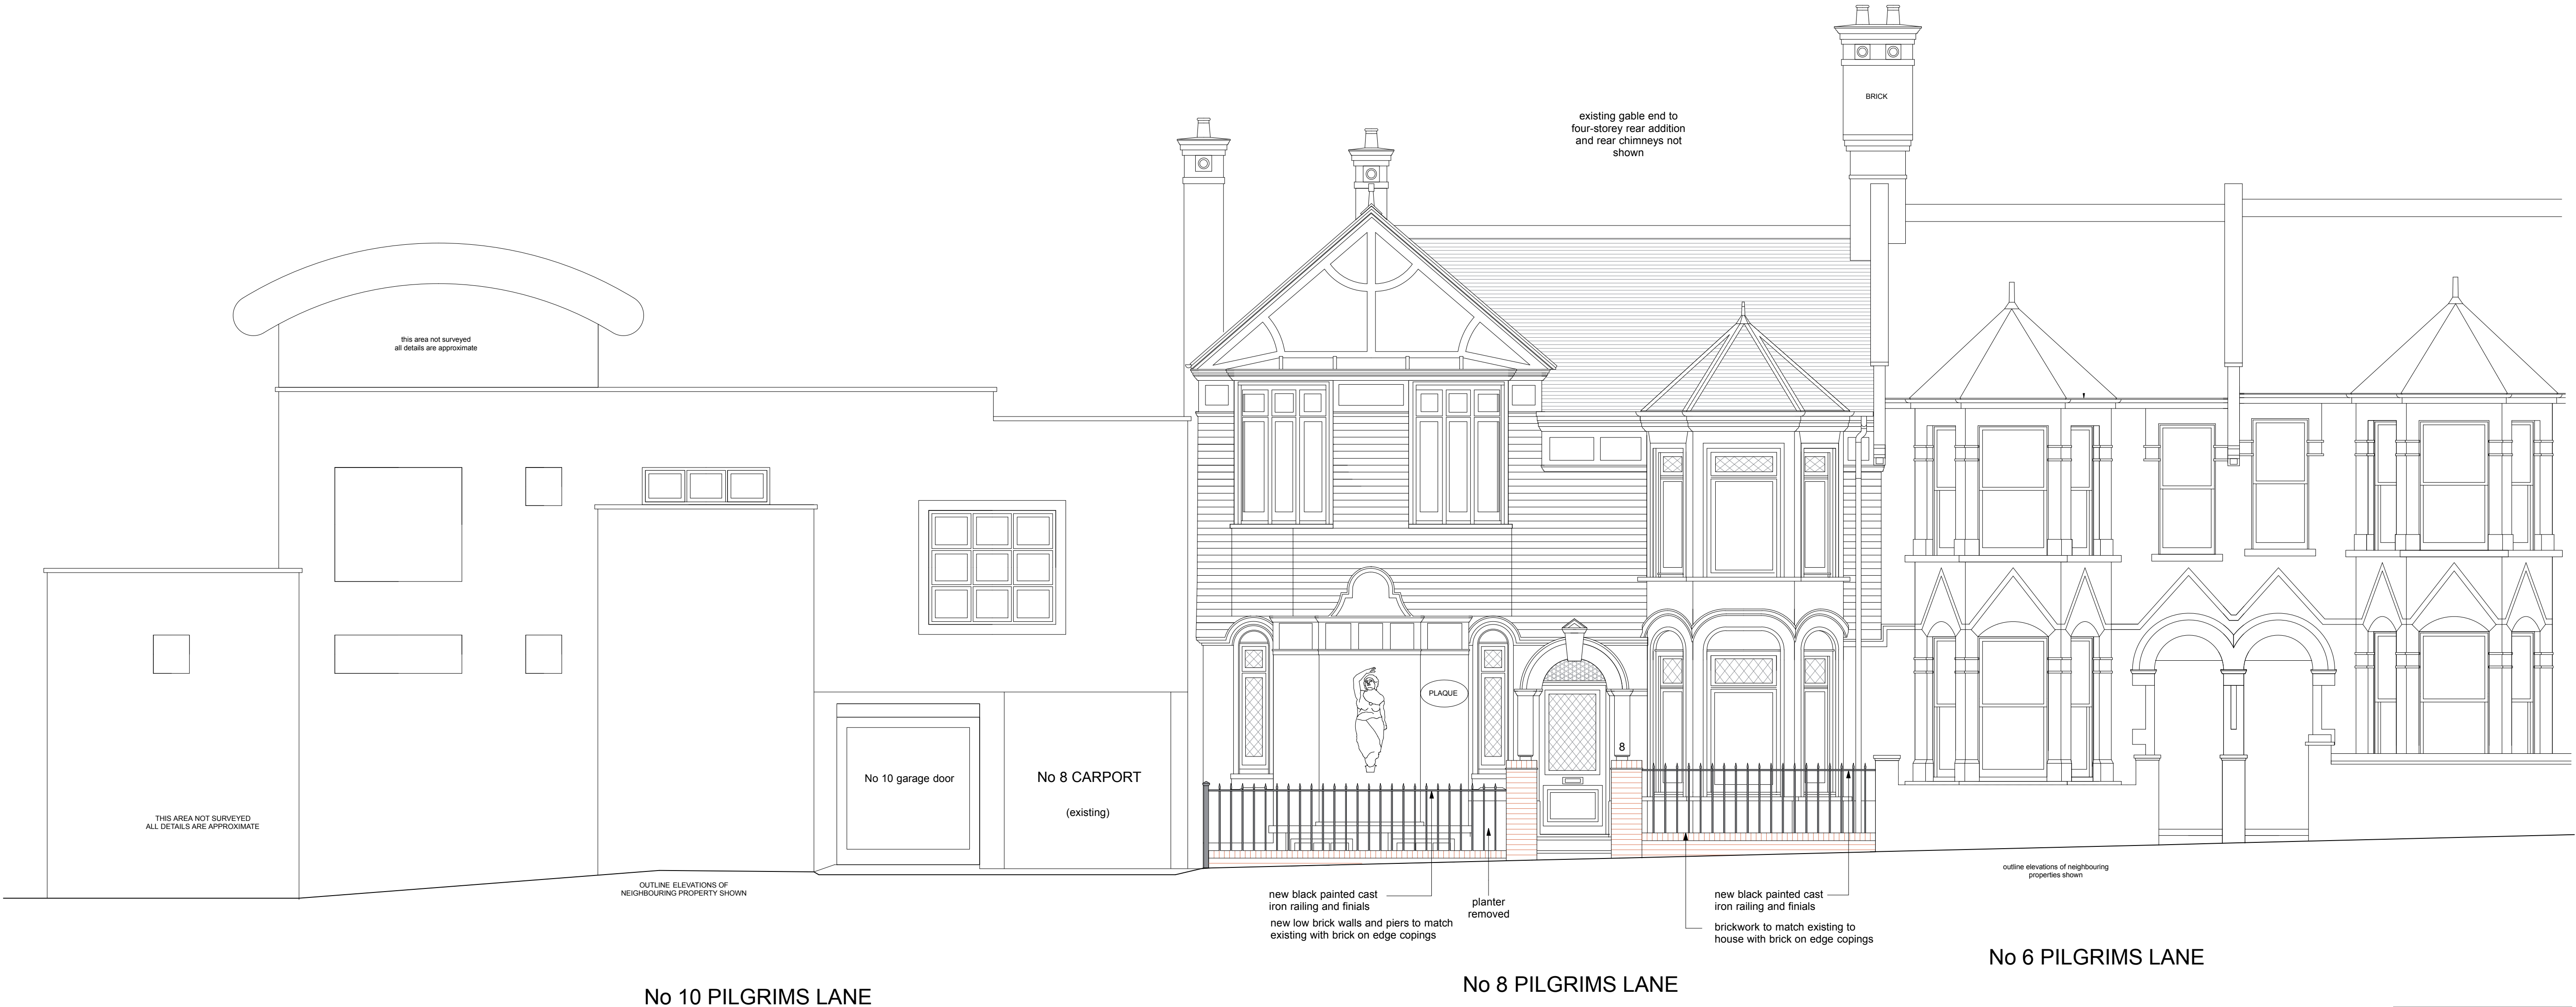 BRICK
existing gable end to
four-storey rear addition
and rear chimneys not
shown
this area not surveyed
all details are approximate
PLAQUE
8
No 10 garage door
No 8 CARPORT
(existing)
THIS AREA NOT SURVEYED
ALL DETAILS ARE APPROXIMATE
OUTLINE ELEVATIONS OF
NEIGHBOURING PROPERTY SHOWN
new black painted cast
iron railing and finials
new low brick walls and piers to match
existing with brick on edge copings
planter
removed
new black painted cast
iron railing and finials
brickwork to match existing to
house with brick on edge copings
outline elevations of neighbouring
properties shown
No 6 PILGRIMS LANE
No 8 PILGRIMS LANE
No 10 PILGRIMS LANE